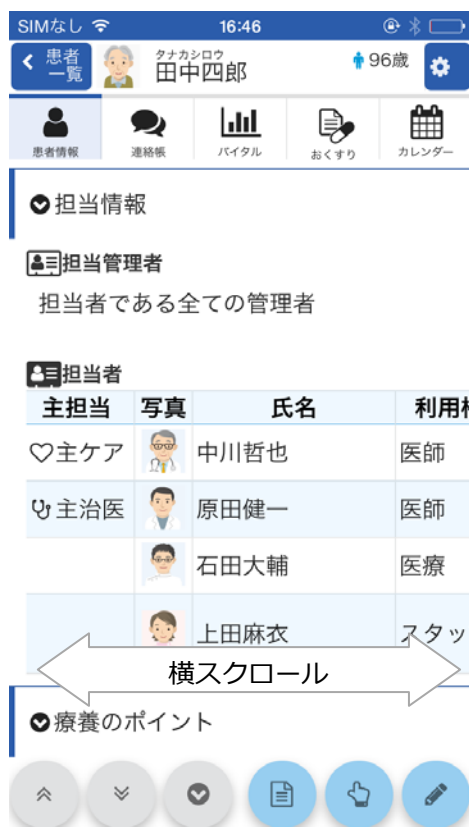 SIMなし 16:46
患者一覧
タナカシロウ
田中四郎
96歳
患者情報 連絡帳 バイタル おくすり カレンダー
担当情報
担当管理者
担当者である全ての管理者
担当者
主担当 写真 氏名 利用
主ケア 中川哲也 医師
主治医 原田健一 医師
石田大輔 医療
上田麻衣 スタッ
横スクロール
療養のポイント